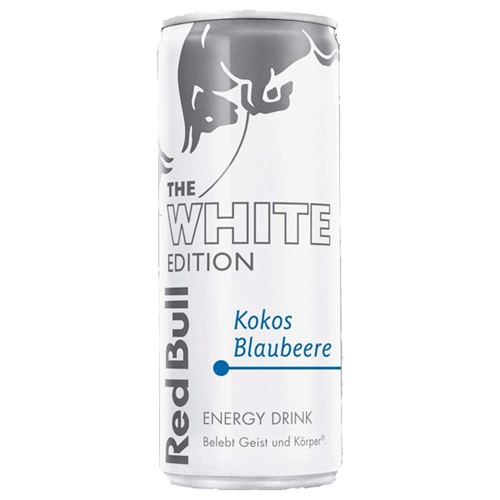 THE
WHITE
EDITION
Red Bull
Kokos
Blaubeere
ENERGY DRINK
Belebt Geist und Körper®.